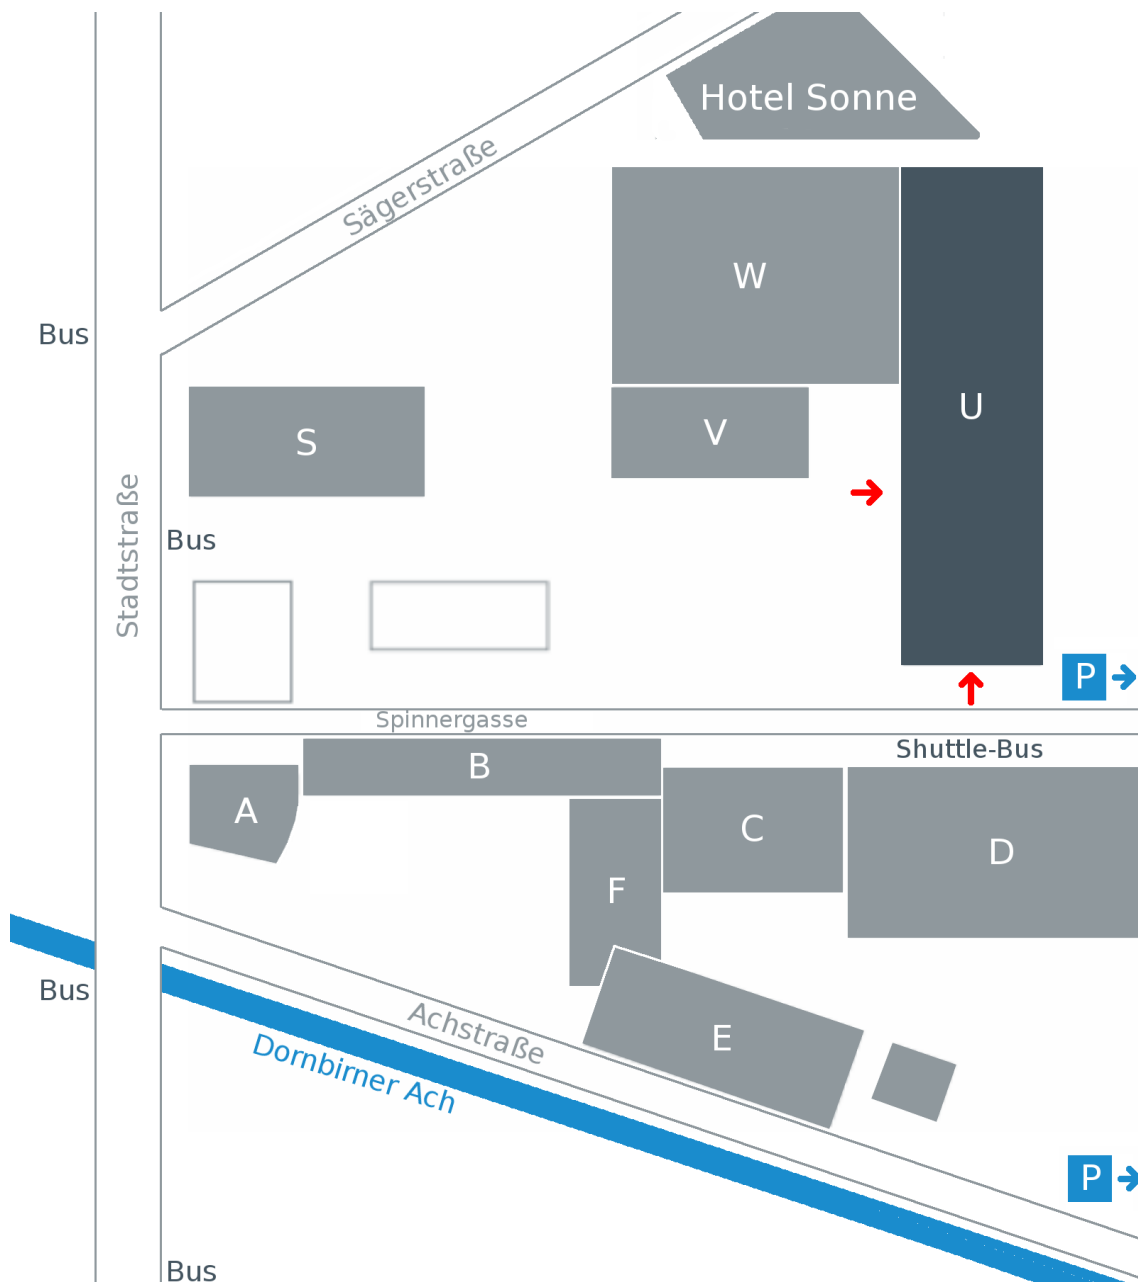 Hotel Sonne
Sägerstraße
W
Bus
U
V
S
Bus
Stadtstraße
P
Spinnergasse
Shuttle-Bus
B
A
C
D
F
Bus
Achstraße
E
Dornbirner Ach
P
Bus